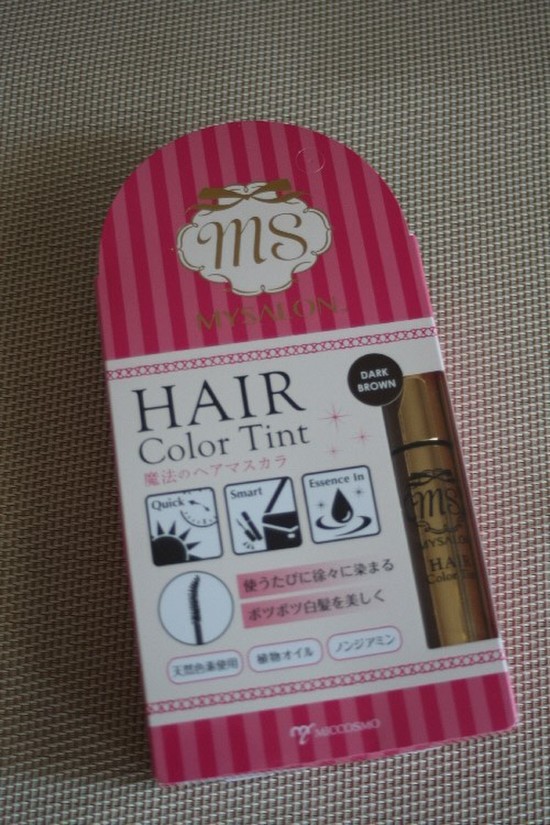 ms
MYSALON
DARK
BROWN
HAIR
Color Tint
魔法のヘアマスカラ
Quick
Smart
Essence In
使うたびに徐々に染まる
ポツポツ白髪を美しく
天然色素使用
植物オイル
ノンジアミン
MICCOSMO
ms
MYSALON
HAIR
Color Tint